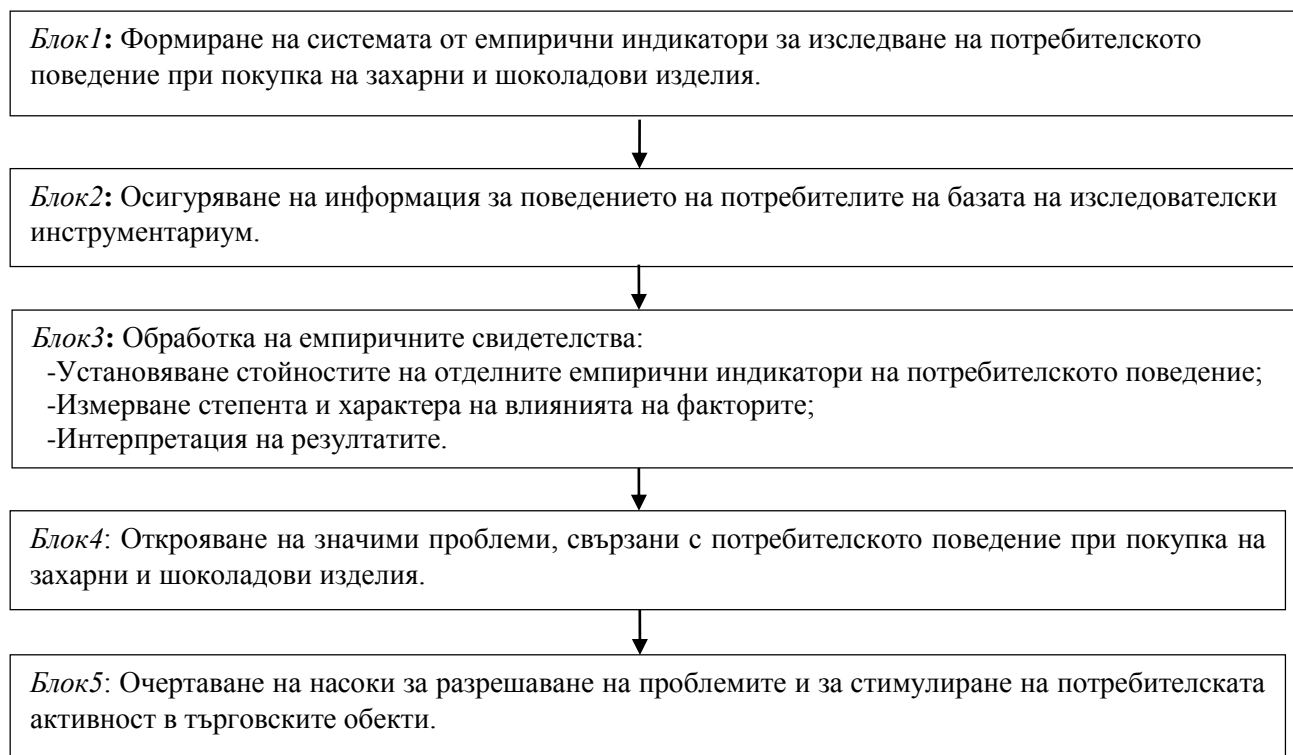 Блок1: Формиране на системата от емпирични индикатори за изследване на потребителското
поведение при покупка на захарни и шоколадови изделия.
Блок2: Осигуряване на информация за поведението на потребителите на базата на изследователски
инструментариум.
Блок3: Обработка на емпиричните свидетелства:
-Установяване стойностите на отделните емпирични индикатори на потребителското поведение;
-Измерване степента и характера на влиянията на факторите;
-Интерпретация на резултатите.
Блок4: Открояване на значими проблеми, свързани с потребителското поведение при покупка на
захарни и шоколадови изделия.
Блок5: Очертаване на насоки за разрешаване на проблемите и за стимулиране на потребителската
активност в търговските обекти.